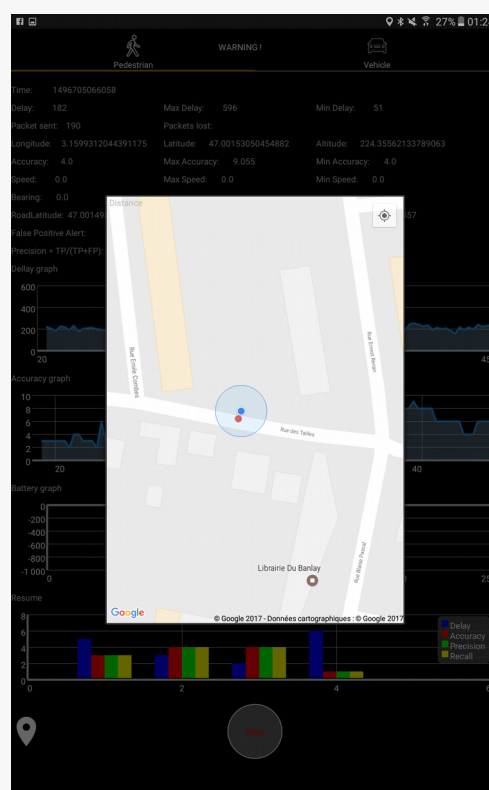 27% 01:24
WARNING !
Pedestrian
Vehicle
Time: 1496705066058
Delay: 182 Max Delay: 596 Min Delay: 51
Packet sent: 190 Packets lost:
Longitude: 3.1599312044391175 Latitude: 47.00153050454882 Altitude: 224.35562133789063
Accuracy: 4.0 Max Accuracy: 9.055 Min Accuracy: 4.0
Speed: 0.0 Max Speed: 0.0 Min Speed: 0.0
Bearing: 0.0
Distance
RoadLatitude: 47.00149
False Positive Alert:
Precision = TP/(TP+FP):
Dellay graph
600
400
200
0
20
Rue Emile Combes
Rue Ernest Renan
Accuracy graph
10
8
6
4
2
0
20 40
Rue des Tailles
Battery graph
0
-200
-400
-600
-800
-1 000
0
Librairie Du Banlay
Rue Blaise Pascal
Google
© Google 2017 - Données cartographiques : © Google 2017
Resume
8
6
4
2
0
0 2 4 6
Delay
Accuracy
Precision
Recall